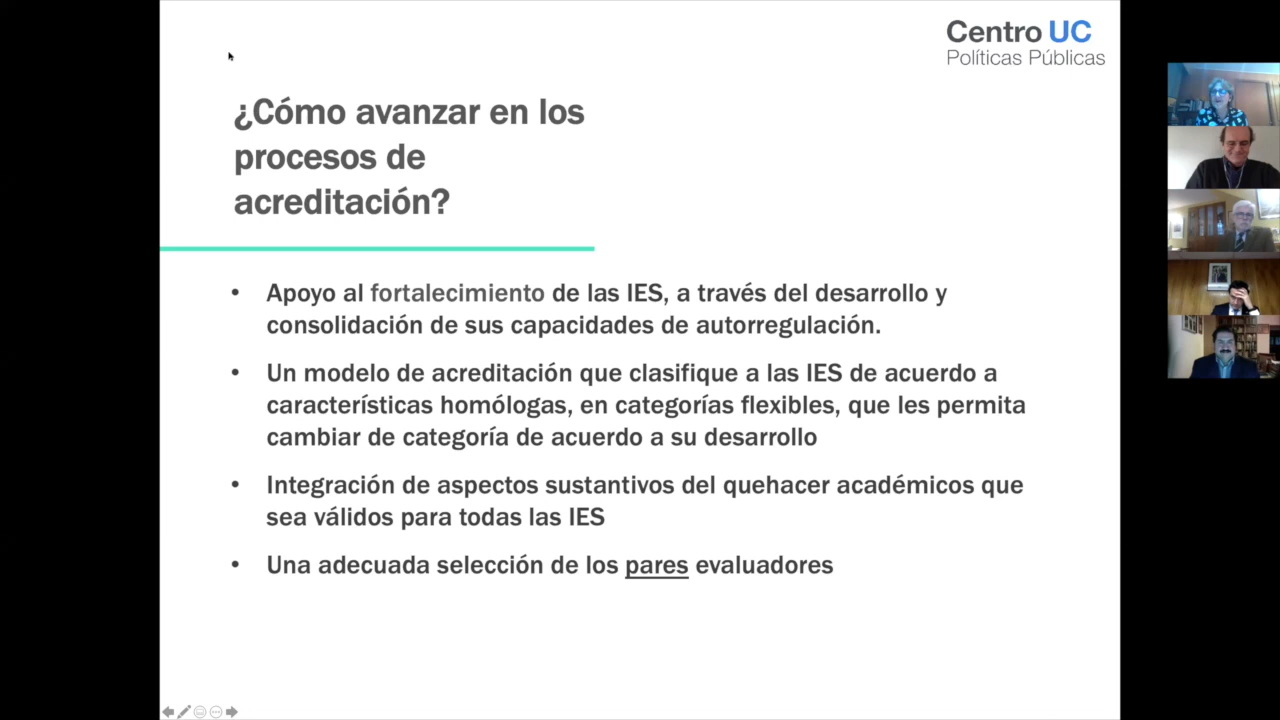 Centro UC
Políticas Públicas
¿Cómo avanzar en los
procesos de
acreditación?
• Apoyo al fortalecimiento de las IES, a través del desarrollo y
consolidación de sus capacidades de autorregulación.
• Un modelo de acreditación que clasifique a las IES de acuerdo a
características homólogas, en categorías flexibles, que les permita
cambiar de categoría de acuerdo a su desarrollo
• Integración de aspectos sustantivos del quehacer académicos que
sea válidos para todas las IES
• Una adecuada selección de los pares evaluadores